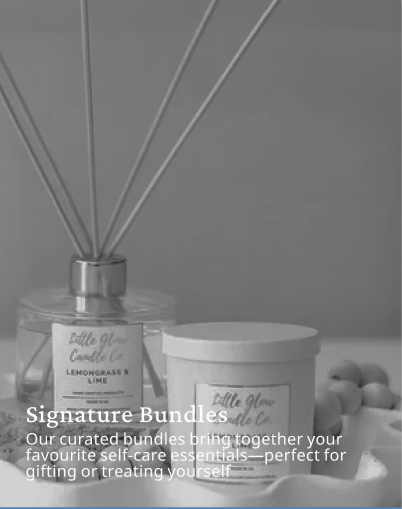 Little Glow
Candle Co.
LEMONGRASS &
LIME
Little Glow
Candle Co.
Signature Bundles
Our curated bundles bring together your
favourite self-care essentials—perfect for
gifting or treating yourself